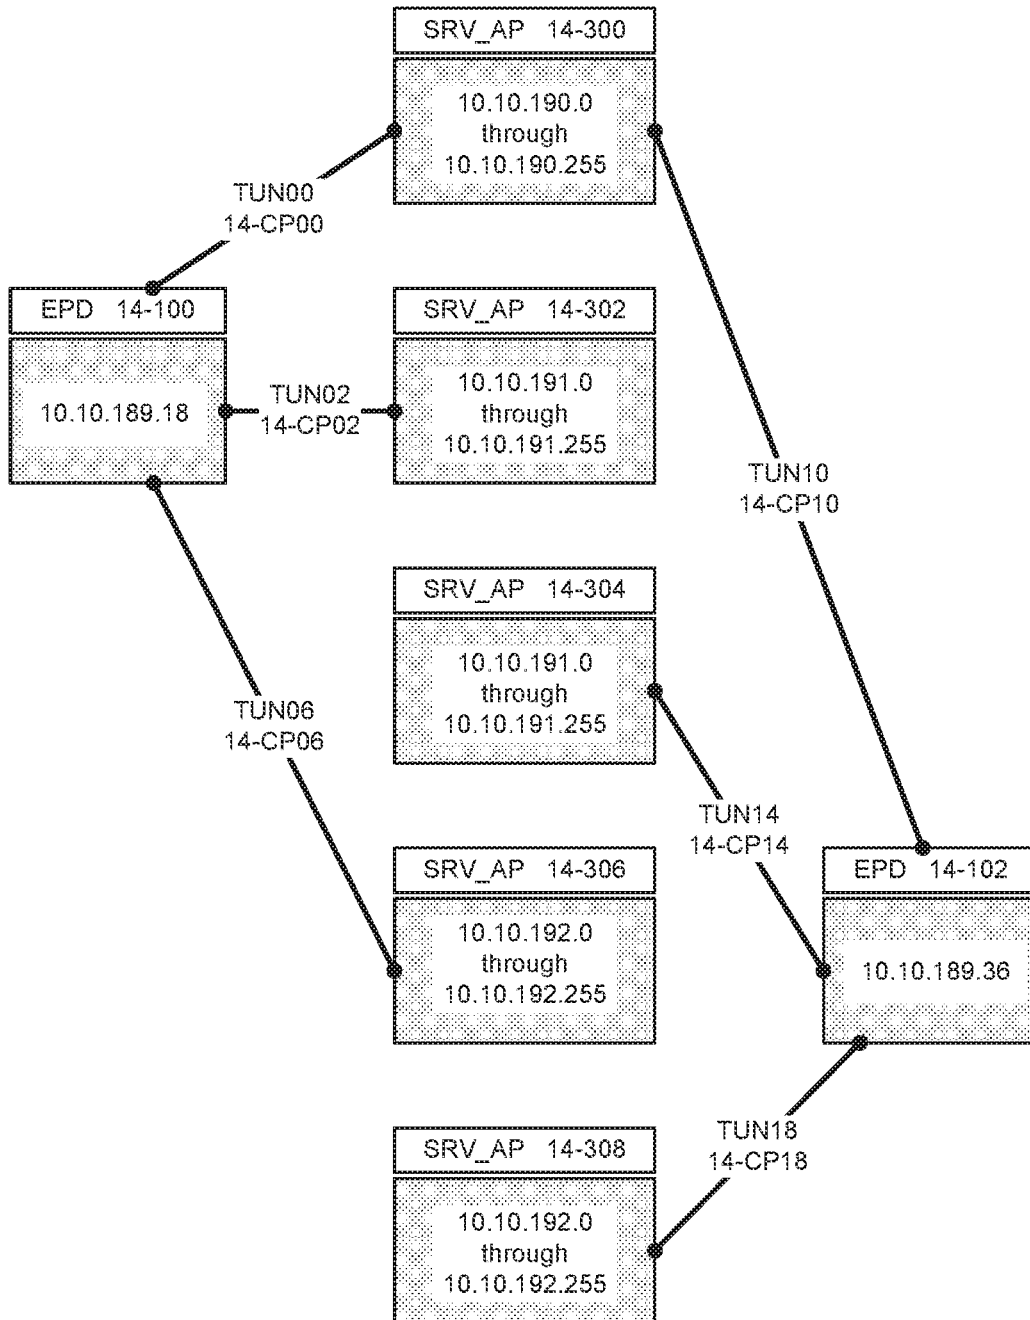 SRV_AP 14-300
10.10.190.0
through
10.10.190.255
TUN00
14-CP00
EPD 14-100
10.10.189.18
SRV_AP 14-302
10.10.191.0
through
10.10.191.255
TUN02
14-CP02
TUN10
14-CP10
SRV_AP 14-304
10.10.191.0
through
10.10.191.255
TUN06
14-CP06
TUN14
14-CP14
SRV_AP 14-306
10.10.192.0
through
10.10.192.255
EPD 14-102
10.10.189.36
TUN18
14-CP18
SRV_AP 14-308
10.10.192.0
through
10.10.192.255